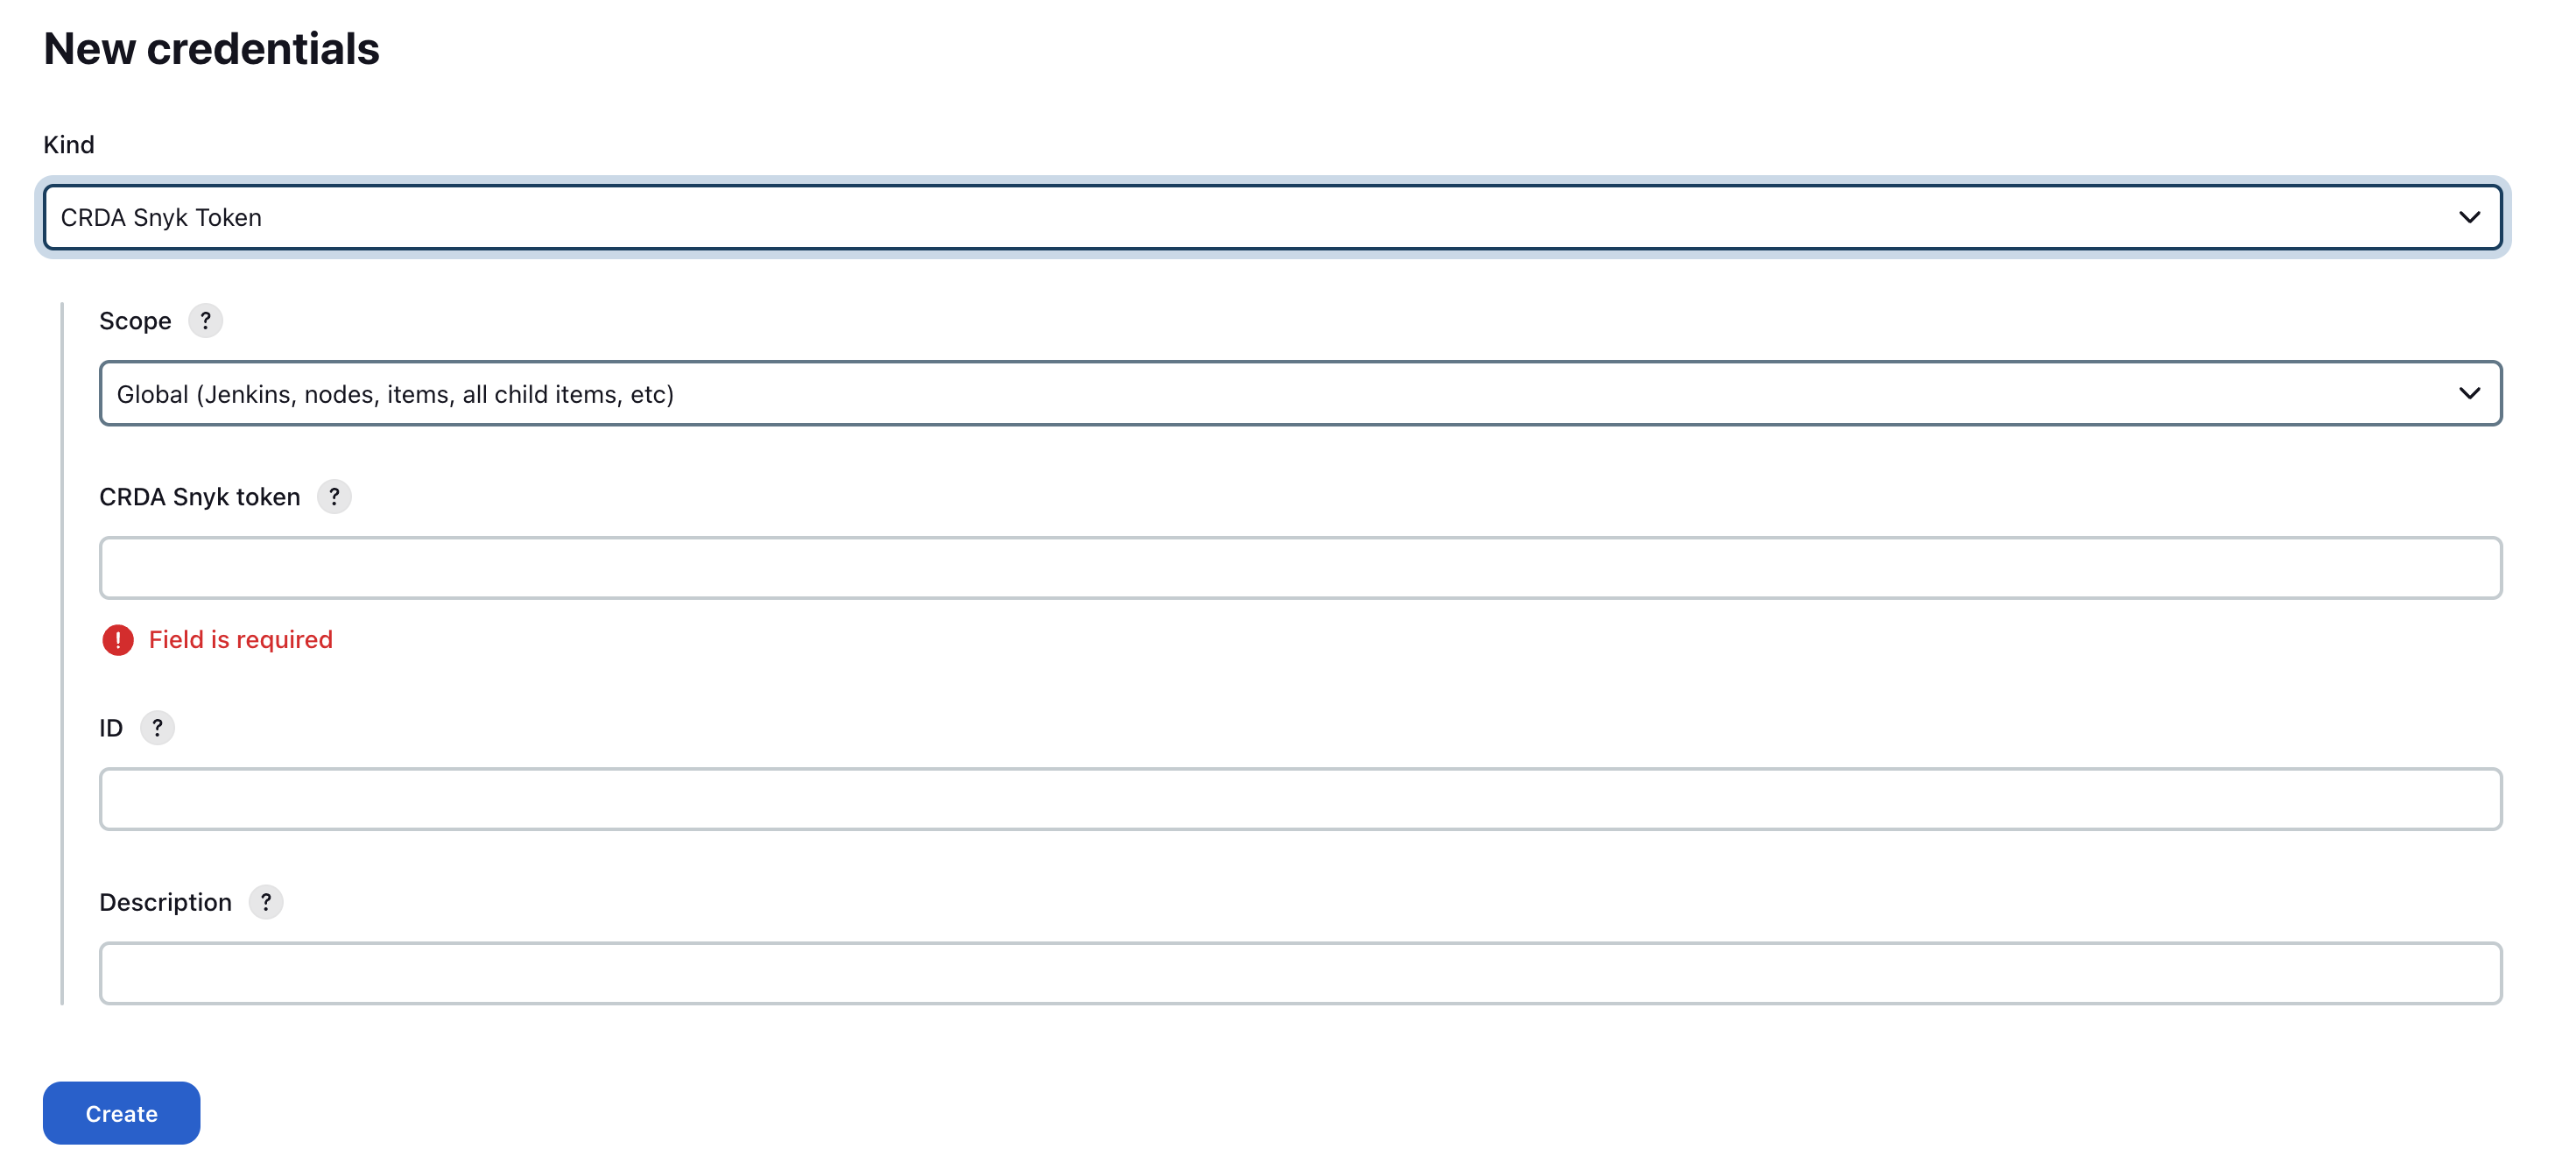 New credentials
Kind
CRDA Snyk Token
Scope ?
Global (Jenkins, nodes, items, all child items, etc)
CRDA Snyk token ?
! Field is required
ID ?
Description ?
Create